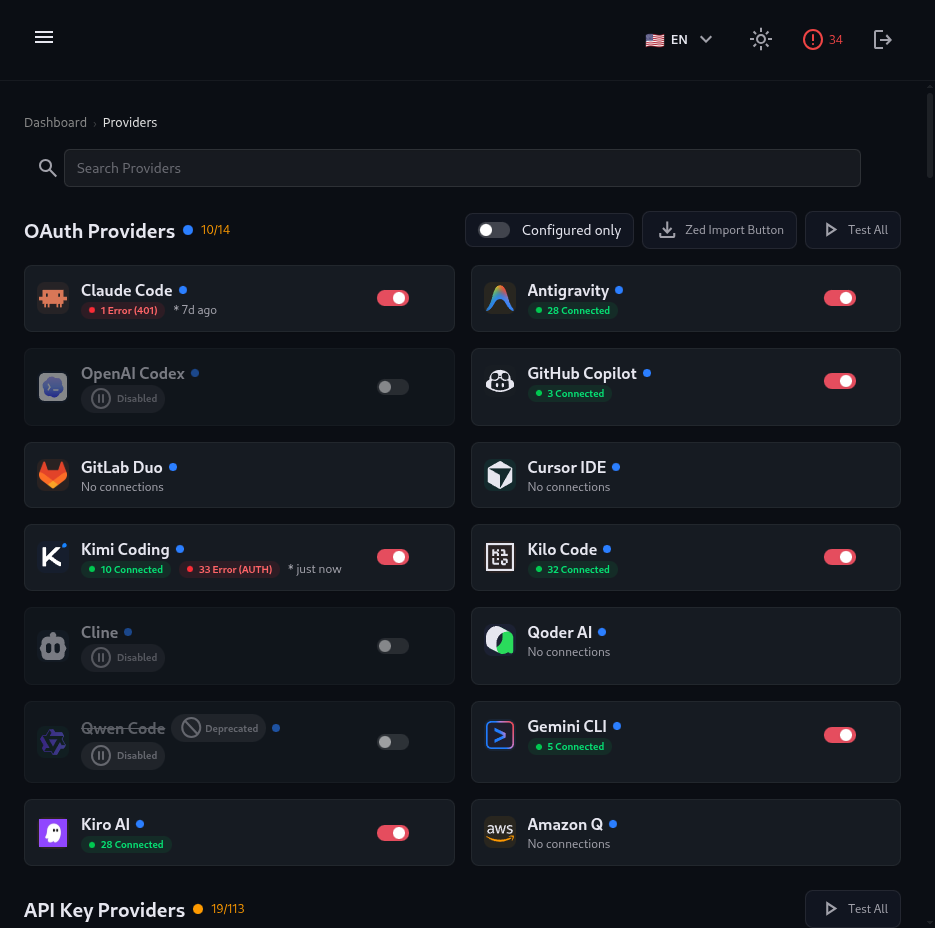 EN
34
Dashboard › Providers
Search Providers
OAuth Providers 10/14
Configured only
Zed Import Button
Test All
Claude Code
1 Error (401) * 7d ago
Antigravity
28 Connected
OpenAI Codex
Disabled
GitHub Copilot
3 Connected
GitLab Duo
No connections
Cursor IDE
No connections
Kimi Coding
10 Connected 33 Error (AUTH) * just now
Kilo Code
32 Connected
Cline
Disabled
Qoder AI
No connections
Qwen Code Deprecated
Disabled
Gemini CLI
5 Connected
Kiro AI
28 Connected
aws
Amazon Q
No connections
API Key Providers 19/113
Test All